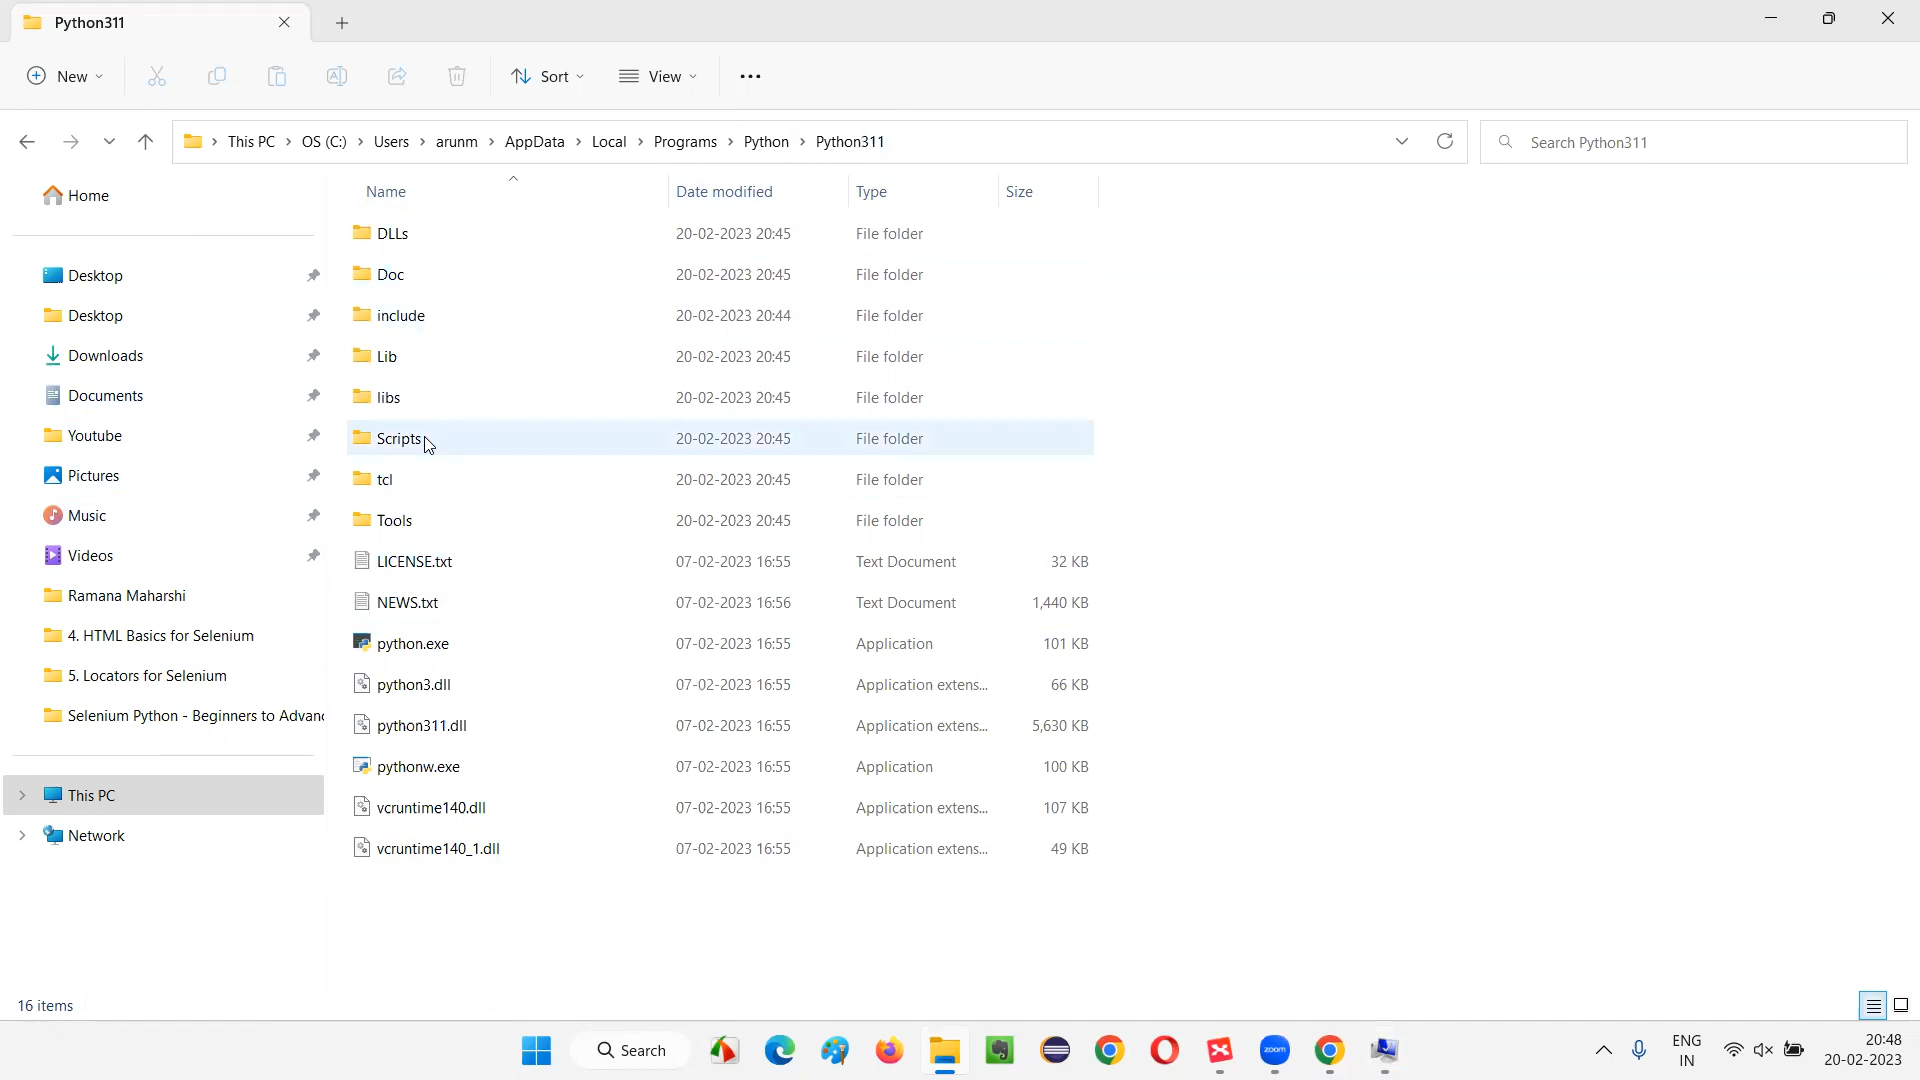 Python311
New
Sort
View
This PC
OS (C:)
Users
arunm
AppData
Local
Programs
Python
Python311
Search Python311
Home
Desktop
Desktop
Downloads
Documents
Youtube
Pictures
Music
Videos
Ramana Maharshi
4. HTML Basics for Selenium
5. Locators for Selenium
Selenium Python - Beginners to Advan
This PC
Network
Name Date modified Type Size
DLLs 20-02-2023 20:45 File folder
Doc 20-02-2023 20:45 File folder
include 20-02-2023 20:44 File folder
Lib 20-02-2023 20:45 File folder
libs 20-02-2023 20:45 File folder
Scripts 20-02-2023 20:45 File folder
tcl 20-02-2023 20:45 File folder
Tools 20-02-2023 20:45 File folder
LICENSE.txt 07-02-2023 16:55 Text Document 32 KB
NEWS.txt 07-02-2023 16:56 Text Document 1,440 KB
python.exe 07-02-2023 16:55 Application 101 KB
python3.dll 07-02-2023 16:55 Application extens... 66 KB
python311.dll 07-02-2023 16:55 Application extens... 5,630 KB
pythonw.exe 07-02-2023 16:55 Application 100 KB
vcruntime140.dll 07-02-2023 16:55 Application extens... 107 KB
vcruntime140_1.dll 07-02-2023 16:55 Application extens... 49 KB
16 items
Search
zoom
ENG
IN
20:48
20-02-2023